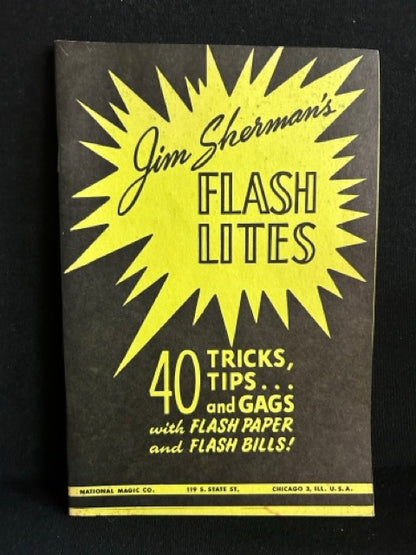 Jim Sherman's
FLASH
LITES
40 TRICKS,
TIPS...
and GAGS
with FLASH PAPER
and FLASH BILLS!
NATIONAL MAGIC CO. 119 S. STATE ST. CHICAGO 3, ILL. U.S.A.